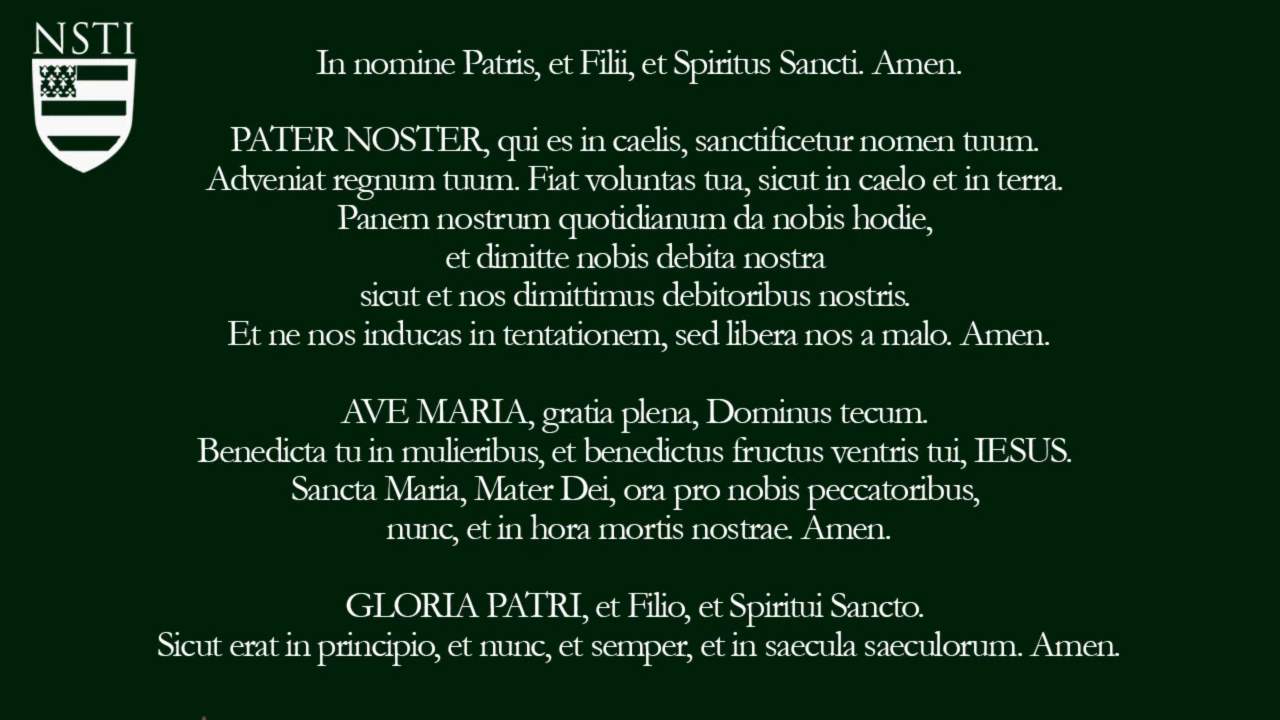 NSTI
In nomine Patris, et Filii, et Spiritus Sancti. Amen.
PATER NOSTER, qui es in caelis, sanctificetur nomen tuum.
Adveniat regnum tuum. Fiat voluntas tua, sicut in caelo et in terra.
Panem nostrum quotidianum da nobis hodie,
et dimitte nobis debita nostra
sicut et nos dimittimus debitoribus nostris.
Et ne nos inducas in tentationem, sed libera nos a malo. Amen.
AVE MARIA, gratia plena, Dominus tecum.
Benedicta tu in mulieribus, et benedictus fructus ventris tui, IESUS.
Sancta Maria, Mater Dei, ora pro nobis peccatoribus,
nunc, et in hora mortis nostrae. Amen.
GLORIA PATRI, et Filio, et Spiritui Sancto.
Sicut erat in principio, et nunc, et semper, et in saecula saeculorum. Amen.